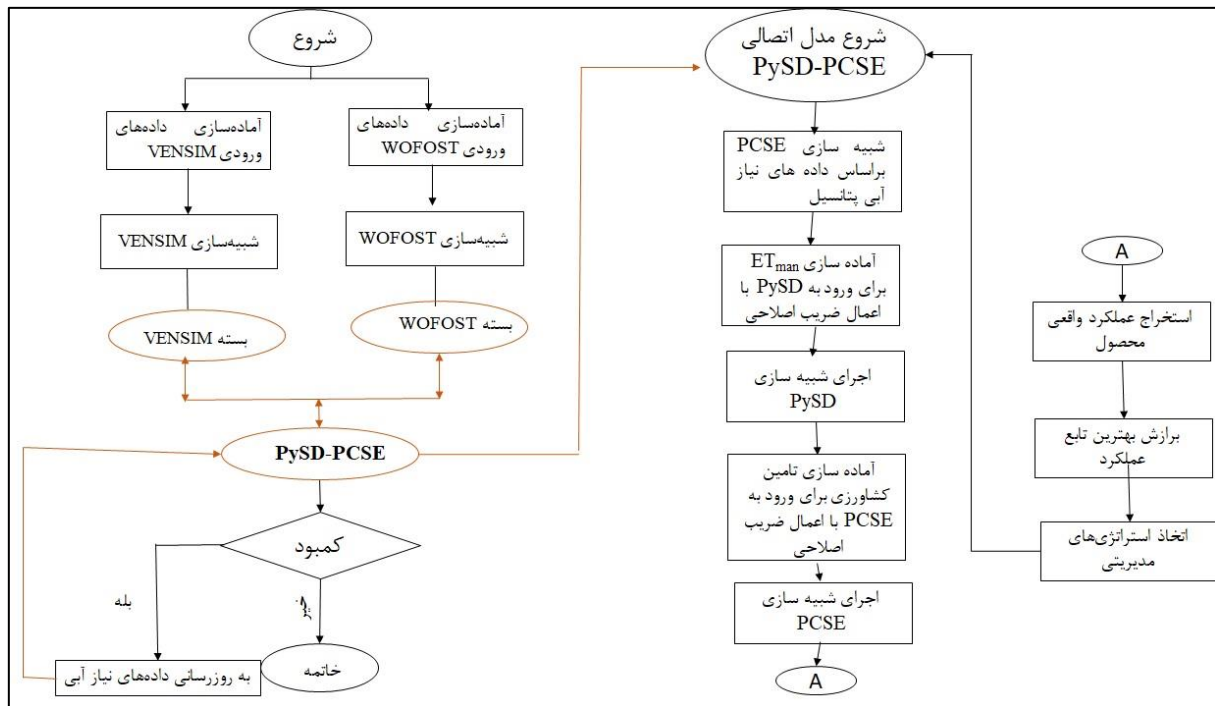 شروع
آماده‌سازی داده‌های
ورودی VENSIM
آماده‌سازی داده‌های
ورودی WOFOST
شبیه‌سازی VENSIM
شبیه‌سازی WOFOST
بسته VENSIM
بسته WOFOST
PySD-PCSE
کمبود
بله
خیر
به روزرسانی داده‌های نیاز آبی
خاتمه
شروع مدل اتصالی
PySD-PCSE
شبیه سازی PCSE
براساس داده های نیاز
آبی پتانسیل
آماده سازی ETman
برای ورود به PySD با
اعمال ضریب اصلاحی
اجرای شبیه سازی
PySD
آماده سازی تامین
کشاورزی برای ورود به
PCSE با اعمال ضریب
اصلاحی
اجرای شبیه سازی
PCSE
A
A
استخراج عملکرد واقعی
محصول
برازش بهترین تابع
عملکرد
اتخاذ استراتژی‌های
مدیریتی